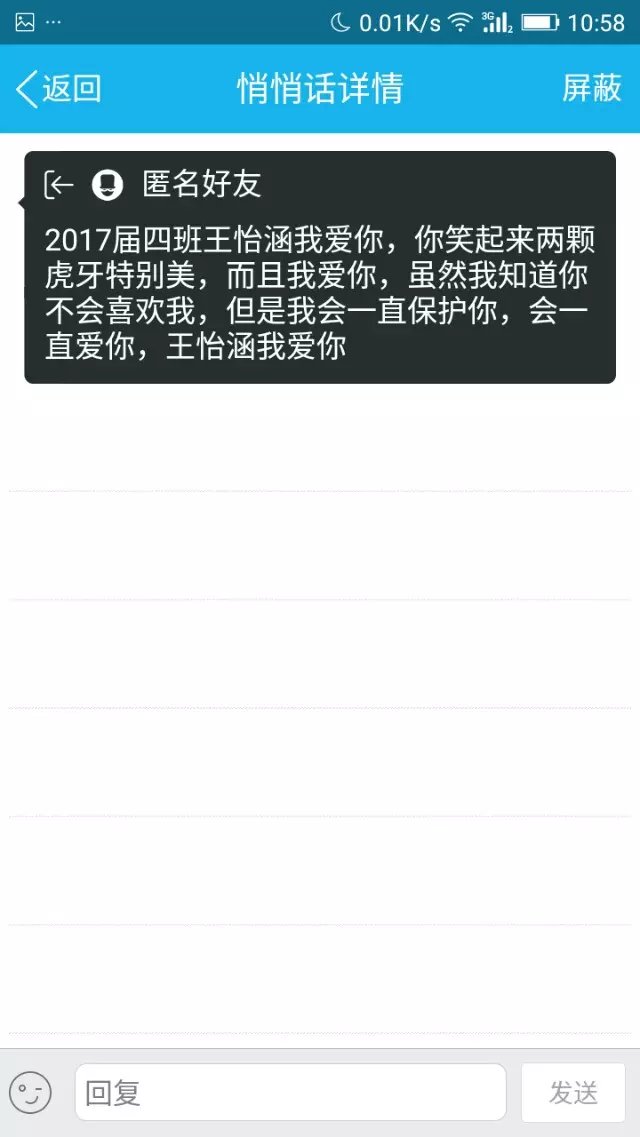 ... 0.01K/s 3G 2 10:58
返回 悄悄话详情 屏蔽
匿名好友
2017届四班王怡涵我爱你，你笑起来两颗
虎牙特别美，而且我爱你，虽然我知道你
不会喜欢我，但是我会一直保护你，会一
直爱你，王怡涵我爱你
回复 发送